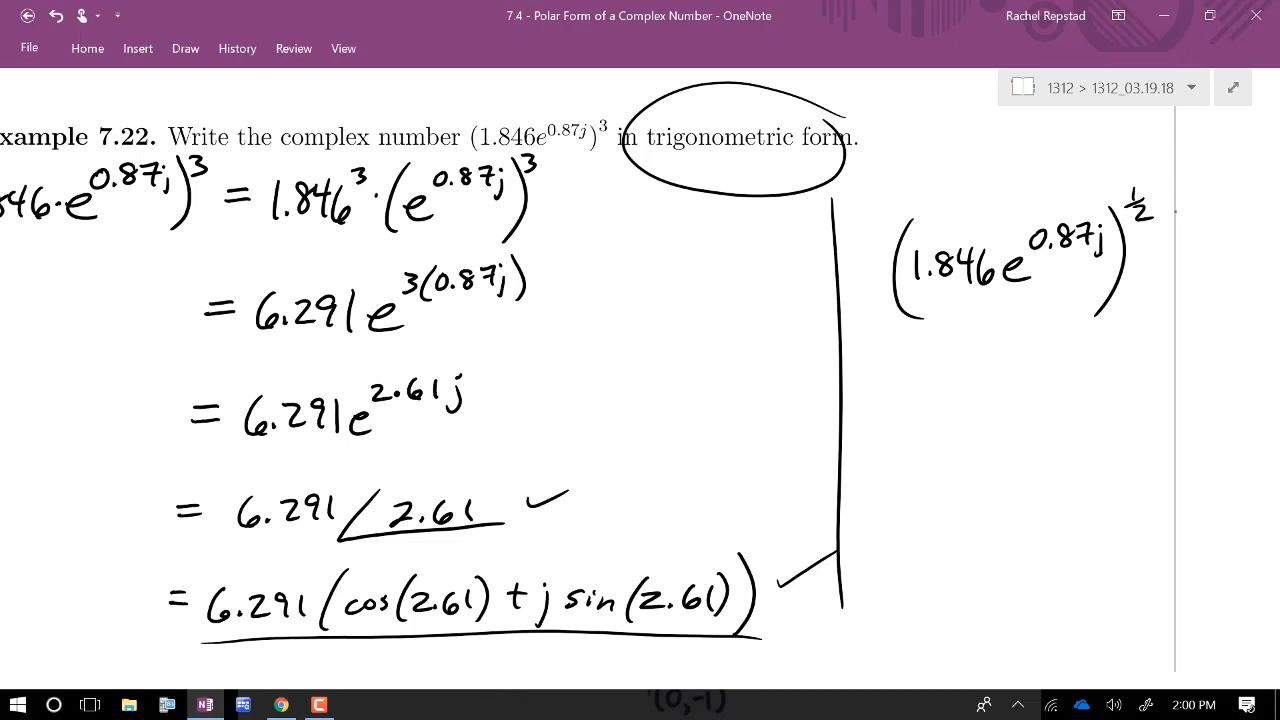 7.4 - Polar Form of a Complex Number - OneNote
Rachel Repstad
File Home Insert Draw History Review View
1312 > 1312_03.19.18
xample 7.22. Write the complex number (1.846e^{0.87j})^3 in trigonometric form.
846·e^{0.87j})^3 = 1.846^3 · (e^{0.87j})^3
= 6.291e^{3(0.87j)}
= 6.291e^{2.61j}
= 6.291∠2.61 ✓
= 6.291(cos(2.61) + j sin(2.61)) ✓
(1.846e^{0.87j})^{1/2}
(0,-1)
2:00 PM